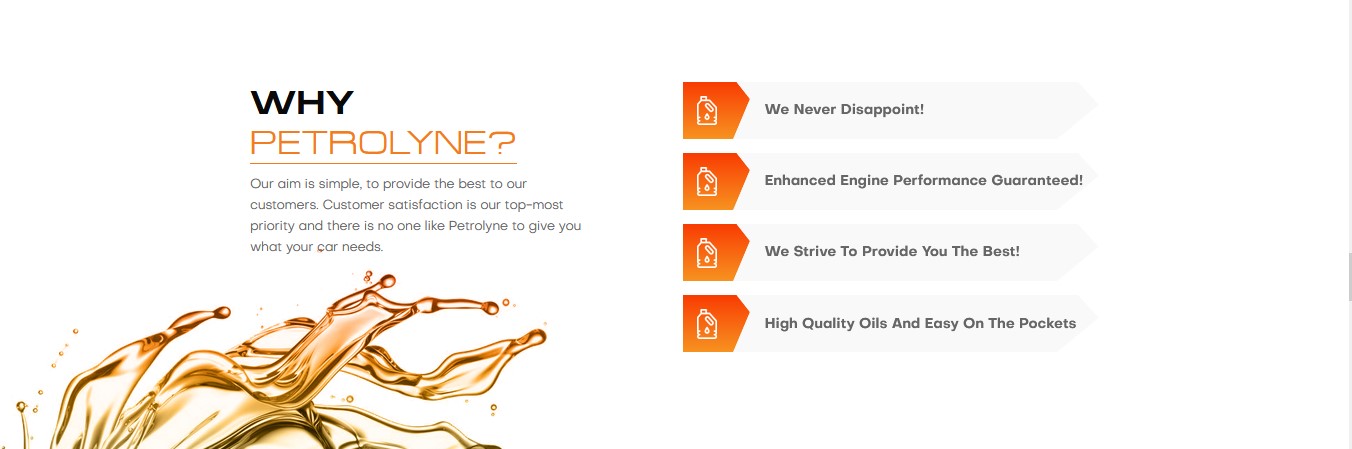 WHY
PETROLYNE?
Our aim is simple, to provide the best to our
customers. Customer satisfaction is our top-most
priority and there is no one like Petrolyne to give you
what your car needs.
We Never Disappoint!
Enhanced Engine Performance Guaranteed!
We Strive To Provide You The Best!
High Quality Oils And Easy On The Pockets